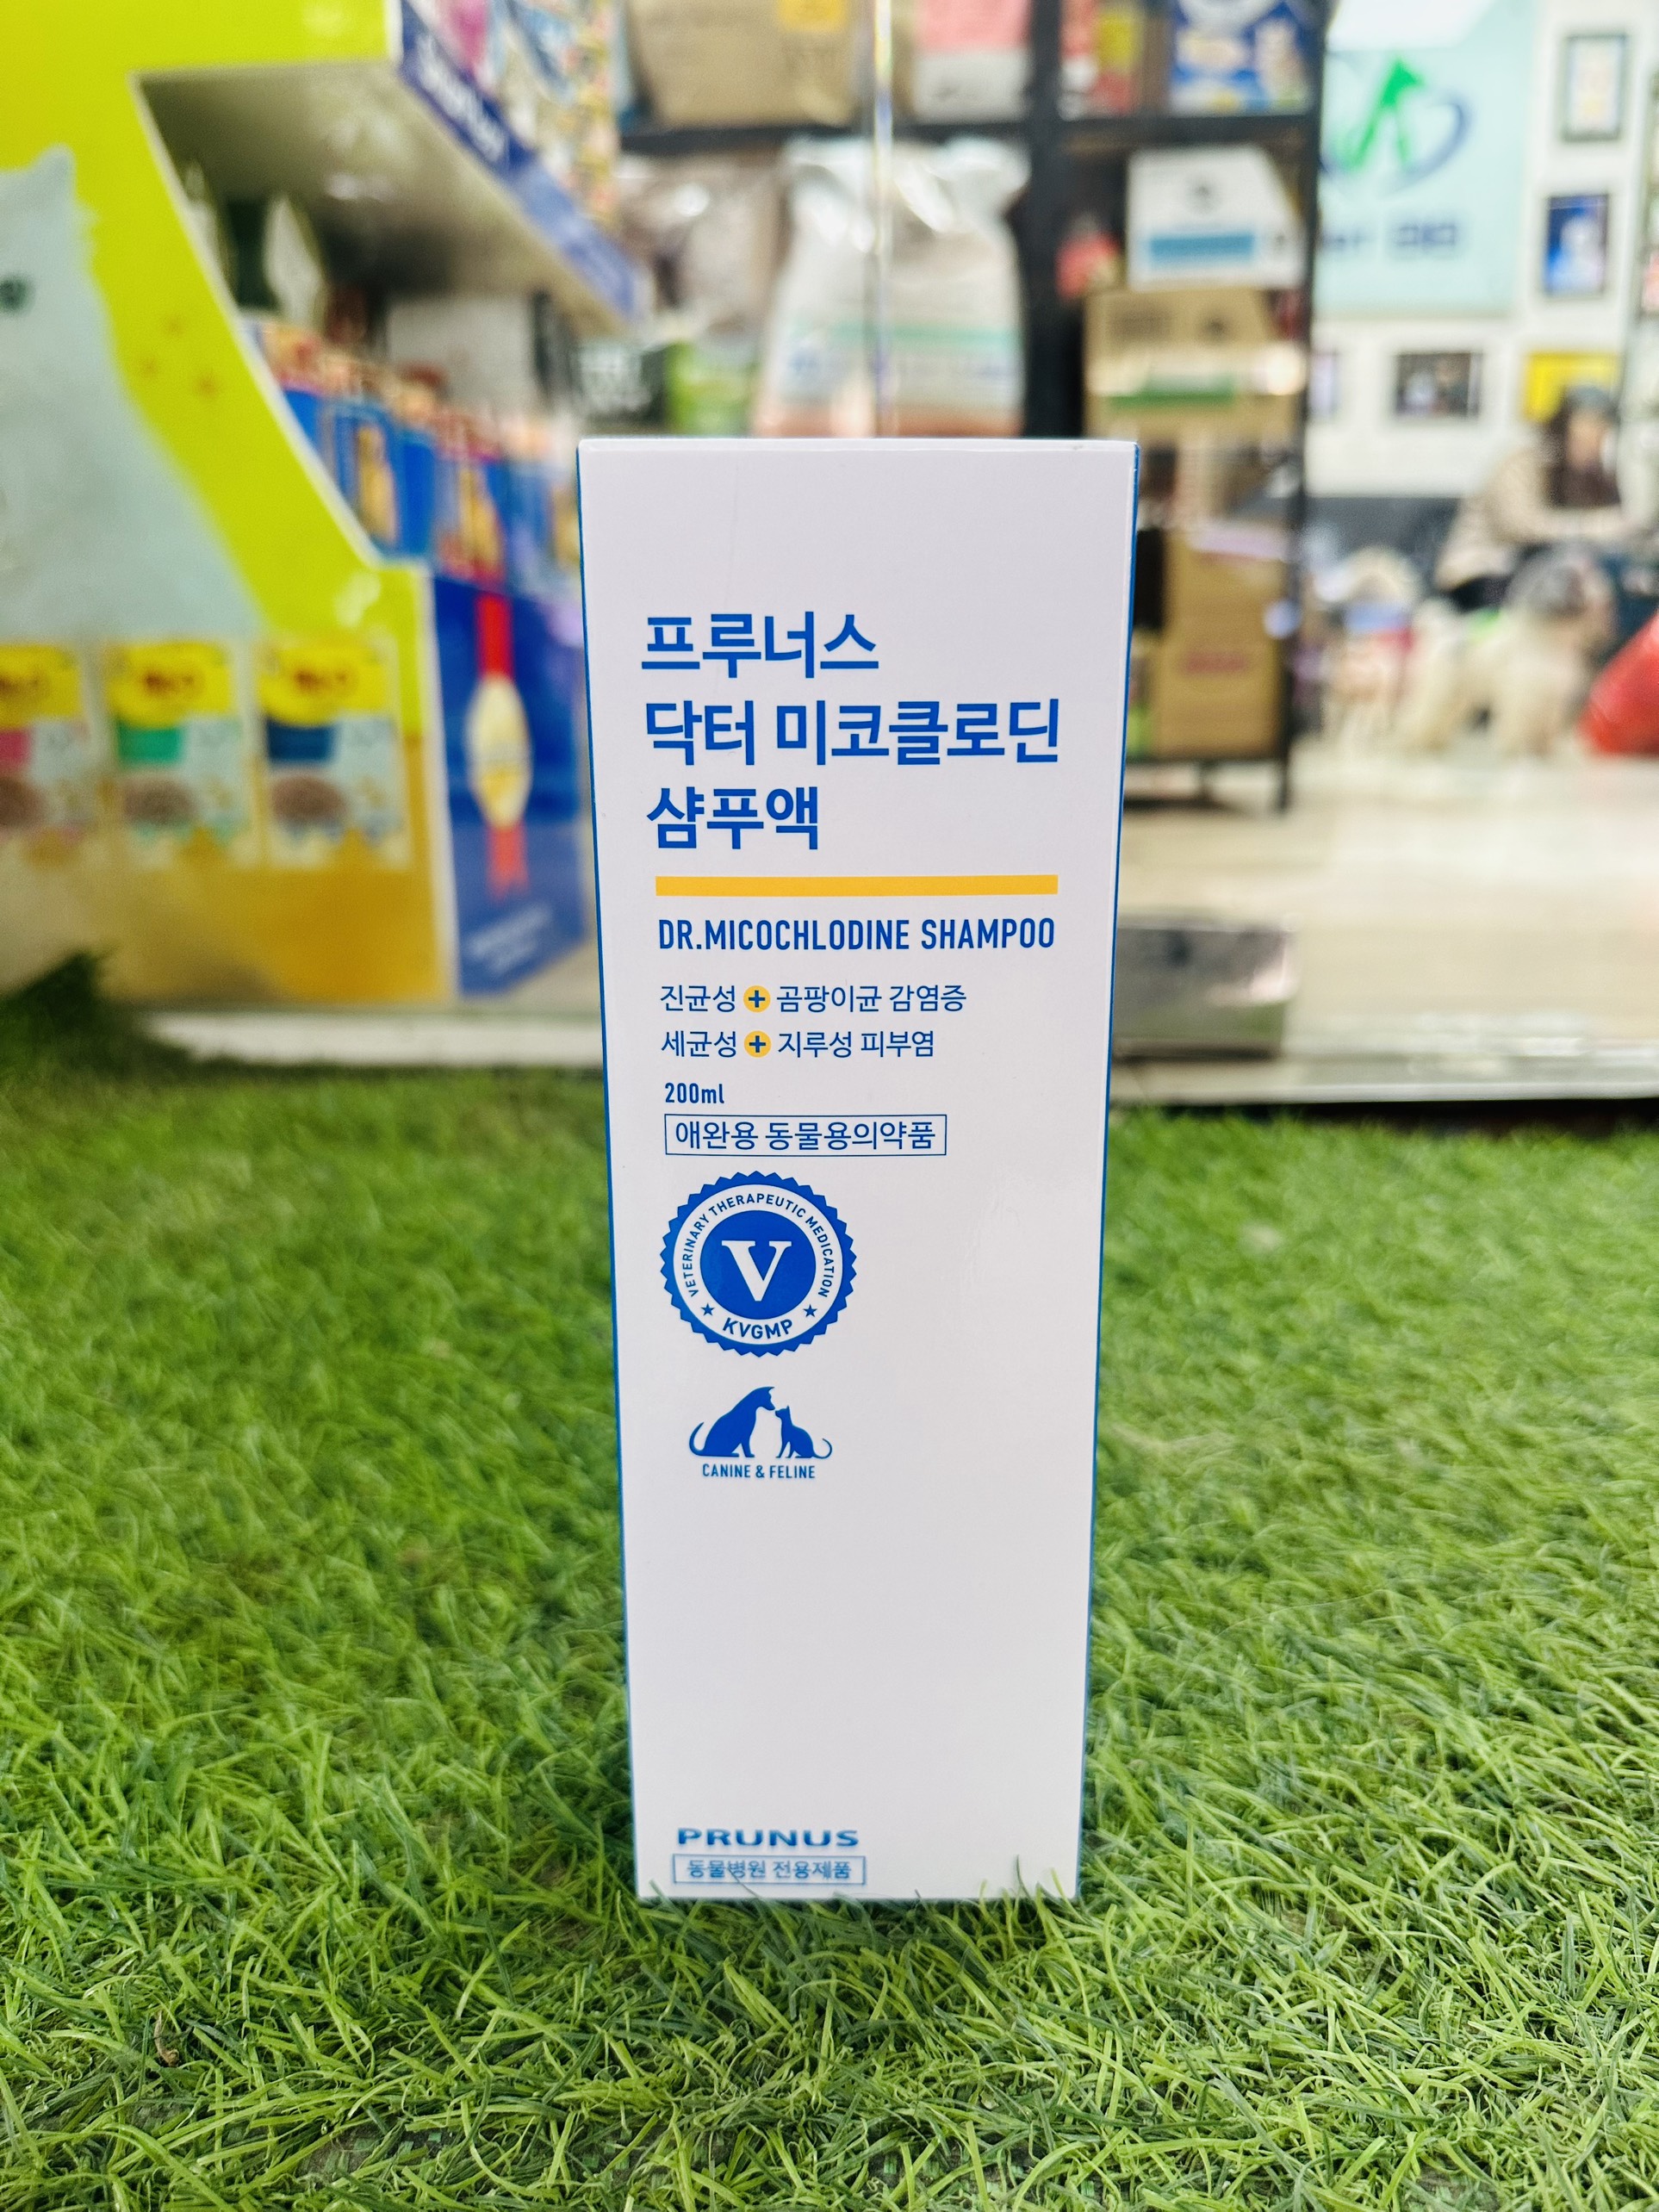 프루너스
닥터 미코클로딘
샴푸액
DR.MICOCHLODINE SHAMPOO
진균성 + 곰팡이균 감염증
세균성 + 지루성 피부염
200ml
애완용 동물용의약품
VETERINARY THERAPEUTIC MEDICATION
V
KVGMP
CANINE & FELINE
PRUNUS
동물병원 전용제품